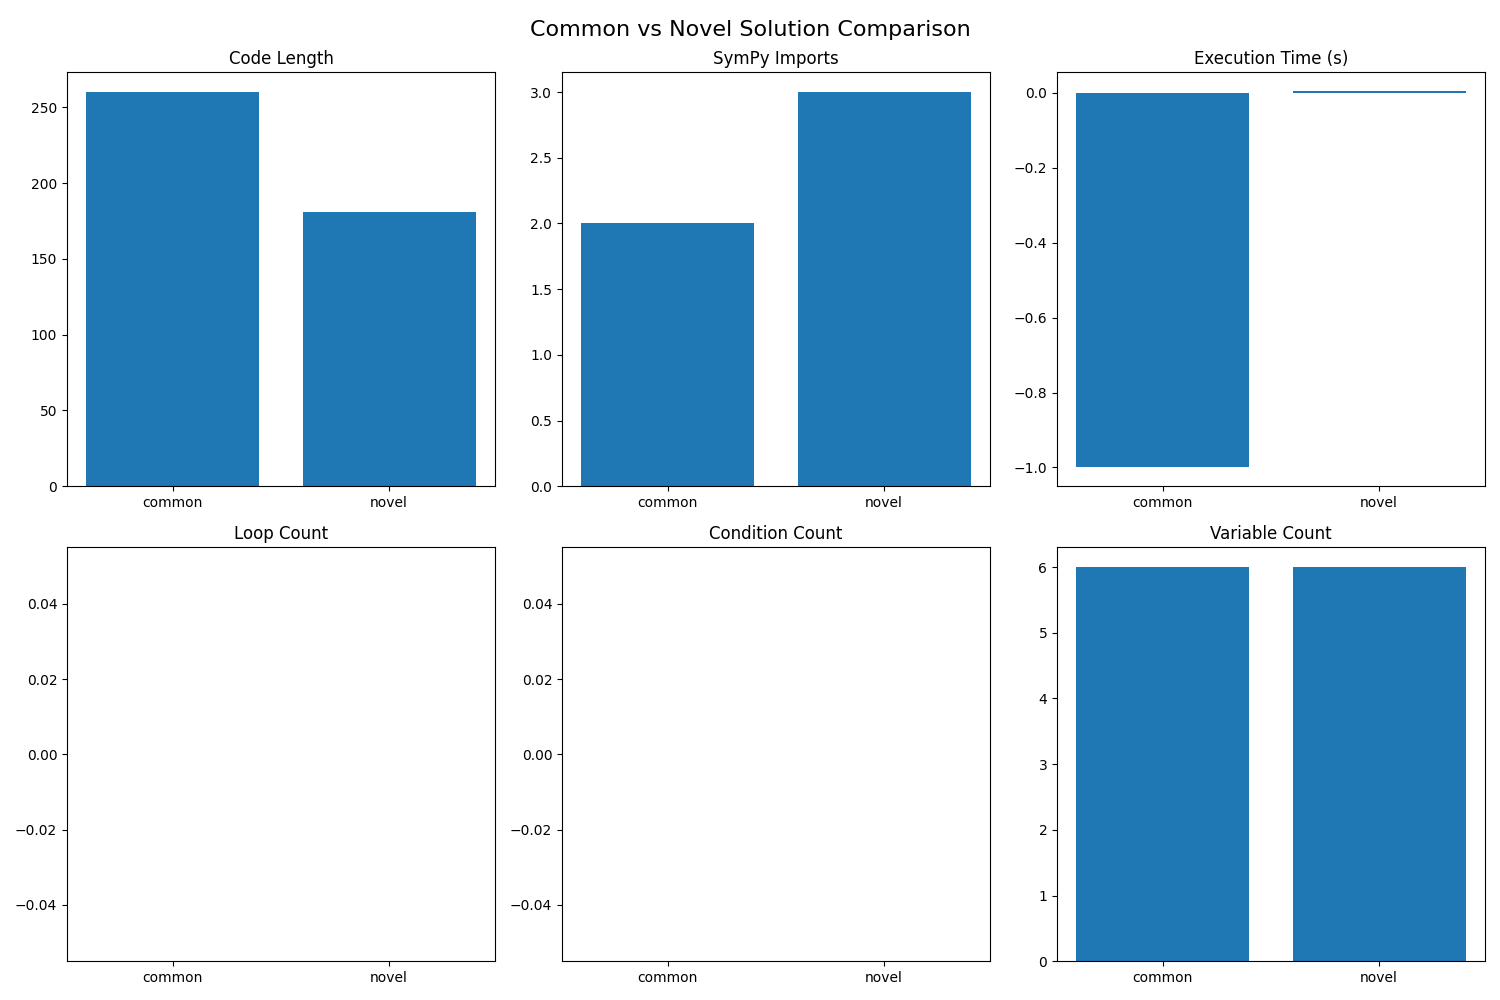 Common vs Novel Solution Comparison
Code Length
250
200
150
100
50
0
common novel
SymPy Imports
3.0
2.5
2.0
1.5
1.0
0.5
0.0
common novel
Execution Time (s)
0.0
−0.2
−0.4
−0.6
−0.8
−1.0
common novel
Loop Count
0.04
0.02
0.00
−0.02
−0.04
common novel
Condition Count
0.04
0.02
0.00
−0.02
−0.04
common novel
Variable Count
6
5
4
3
2
1
0
common novel